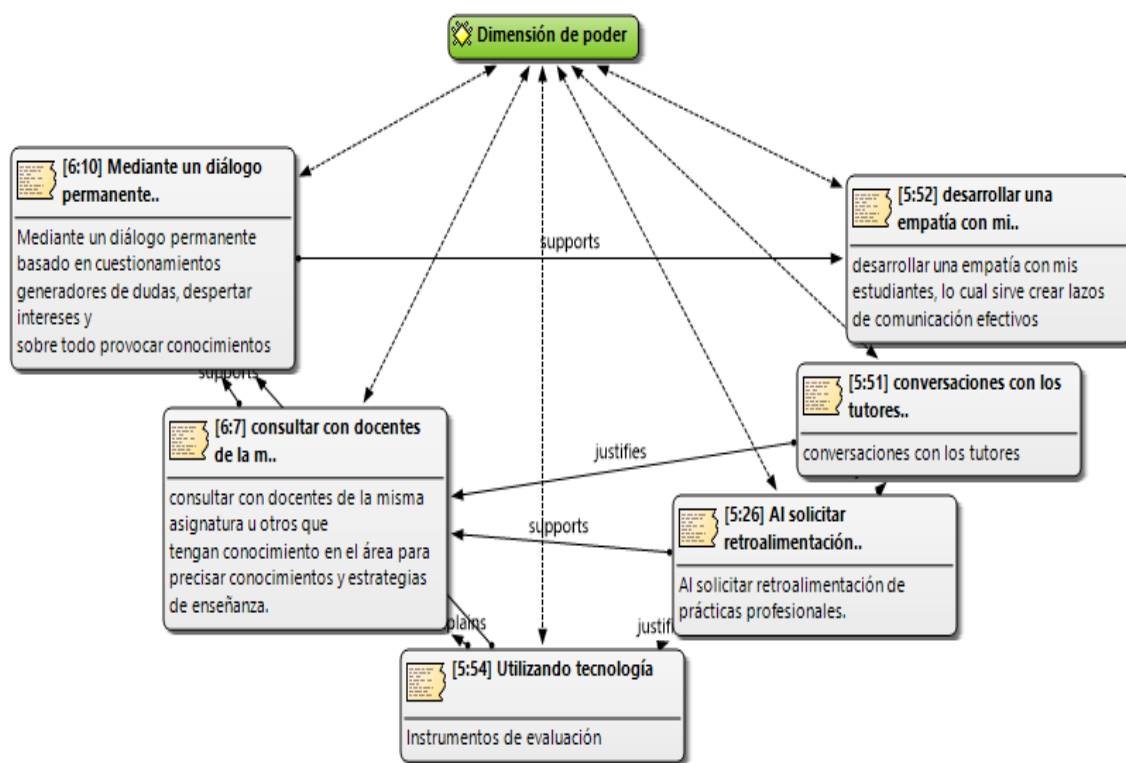 Dimensión de poder
[6:10] Mediante un diálogo
permanente..
Mediante un diálogo permanente
basado en cuestionamientos
generadores de dudas, despertar
intereses y
sobre todo provocar conocimientos
[5:52] desarrollar una
empatía con mi..
desarrollar una empatía con mis
estudiantes, lo cual sirve crear lazos
de comunicación efectivos
supports
supports
[5:51] conversaciones con los
tutores..
conversaciones con los tutores
[6:7] consultar con docentes
de la m..
consultar con docentes de la misma
asignatura u otros que
tengan conocimiento en el área para
precisar conocimientos y estrategias
de enseñanza.
justifies
supports
[5:26] Al solicitar
retroalimentación..
Al solicitar retroalimentación de
prácticas profesionales.
plains
justifi
[5:54] Utilizando tecnología
Instrumentos de evaluación